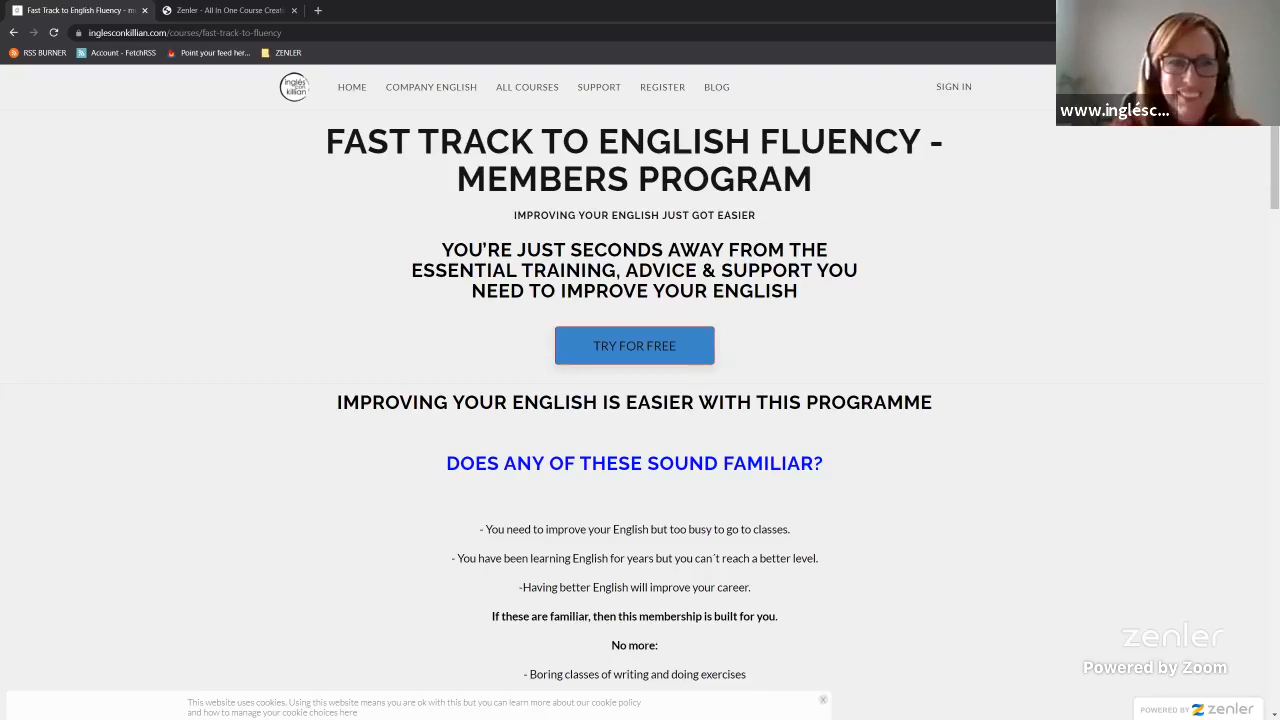 Fast Track to English Fluency - m
Zenler - All In One Course Creati
inglesconkillian.com/courses/fast-track-to-fluency
RSS BURNER
Account - FetchRSS
Point your feed her...
ZENLER
www.inglésc...
inglés
con
killian
HOME
COMPANY ENGLISH
ALL COURSES
SUPPORT
REGISTER
BLOG
SIGN IN
FAST TRACK TO ENGLISH FLUENCY -
MEMBERS PROGRAM
IMPROVING YOUR ENGLISH JUST GOT EASIER
YOU’RE JUST SECONDS AWAY FROM THE
ESSENTIAL TRAINING, ADVICE & SUPPORT YOU
NEED TO IMPROVE YOUR ENGLISH
TRY FOR FREE
IMPROVING YOUR ENGLISH IS EASIER WITH THIS PROGRAMME
DOES ANY OF THESE SOUND FAMILIAR?
- You need to improve your English but too busy to go to classes.
- You have been learning English for years but you can´t reach a better level.
-Having better English will improve your career.
If these are familiar, then this membership is built for you.
No more:
- Boring classes of writing and doing exercises
zenler
Powered by Zoom
This website uses cookies. Using this website means you are ok with this but you can learn more about our cookie policy
and how to manage your cookie choices here
POWERED BY zenler